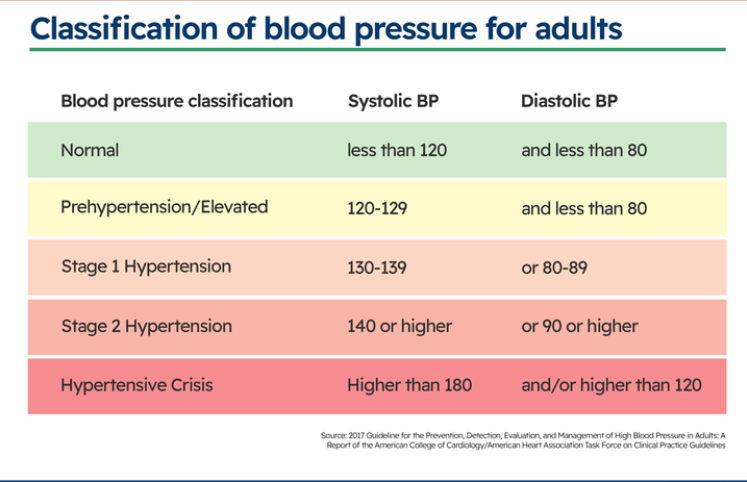 Classification of blood pressure for adults
Blood pressure classification Systolic BP Diastolic BP
Normal less than 120 and less than 80
Prehypertension/Elevated 120-129 and less than 80
Stage 1 Hypertension 130-139 or 80-89
Stage 2 Hypertension 140 or higher or 90 or higher
Hypertensive Crisis Higher than 180 and/or higher than 120
Source: 2017 Guideline for the Prevention, Detection, Evaluation, and Management of High Blood Pressure in Adults: A
Report of the American College of Cardiology/American Heart Association Task Force on Clinical Practice Guidelines